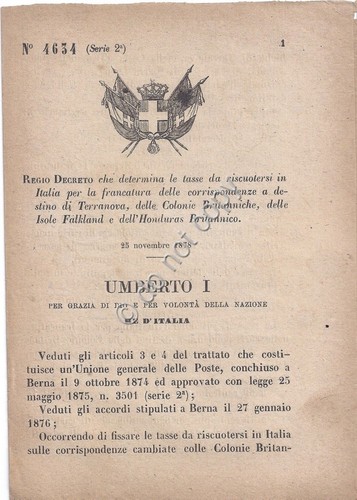 N° 4634 (Serie 2ª)
1
REGIO DECRETO che determina le tasse da riscuotersi in
Italia per la francatura delle corrispondenze a de-
stino di Terranova, delle Colonie Britanniche, delle
Isole Falkland e dell'Honduras Britannico.
25 novembre 1878
UMBERTO I
PER GRAZIA DI DIO E PER VOLONTÀ DELLA NAZIONE
RE D'ITALIA
Veduti gli articoli 3 e 4 del trattato che costi-
tuisce un'Unione generale delle Poste, conchiuso a
Berna il 9 ottobre 1874 ed approvato con legge 25
maggio 1875, n. 3501 (serie 2ª);
Veduti gli accordi stipulati a Berna il 27 gennaio
1876;
Occorrendo di fissare le tasse da riscuotersi in Italia
sulle corrispondenze cambiate colle Colonie Britan-